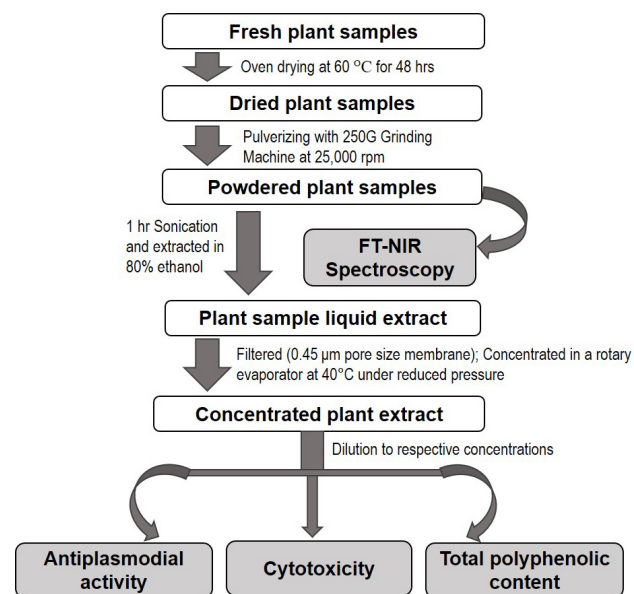 Fresh plant samples
Oven drying at 60 °C for 48 hrs
Dried plant samples
Pulverizing with 250G Grinding
Machine at 25,000 rpm
Powdered plant samples
1 hr Sonication
and extracted in
80% ethanol
FT-NIR
Spectroscopy
Plant sample liquid extract
Filtered (0.45 µm pore size membrane); Concentrated in a rotary
evaporator at 40°C under reduced pressure
Concentrated plant extract
Dilution to respective concentrations
Antiplasmodial
activity
Cytotoxicity
Total polyphenolic
content